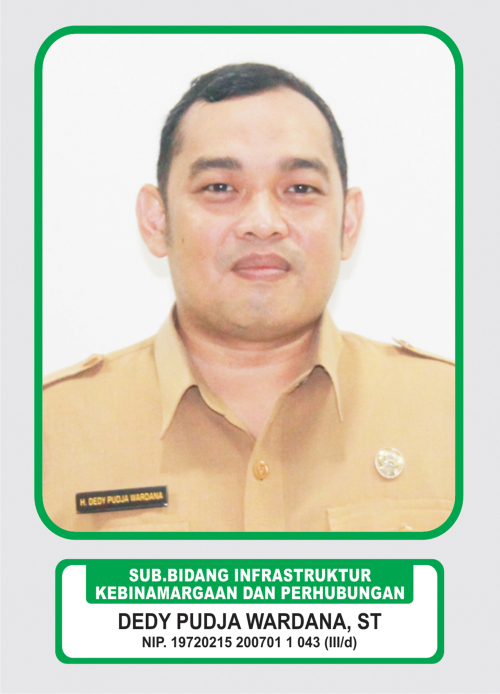 H. DEDY PUDJA WARDANA
SUB.BIDANG INFRASTRUKTUR
KEBINAMARGAAN DAN PERHUBUNGAN
DEDY PUDJA WARDANA, ST
NIP. 19720215 200701 1 043 (III/d)